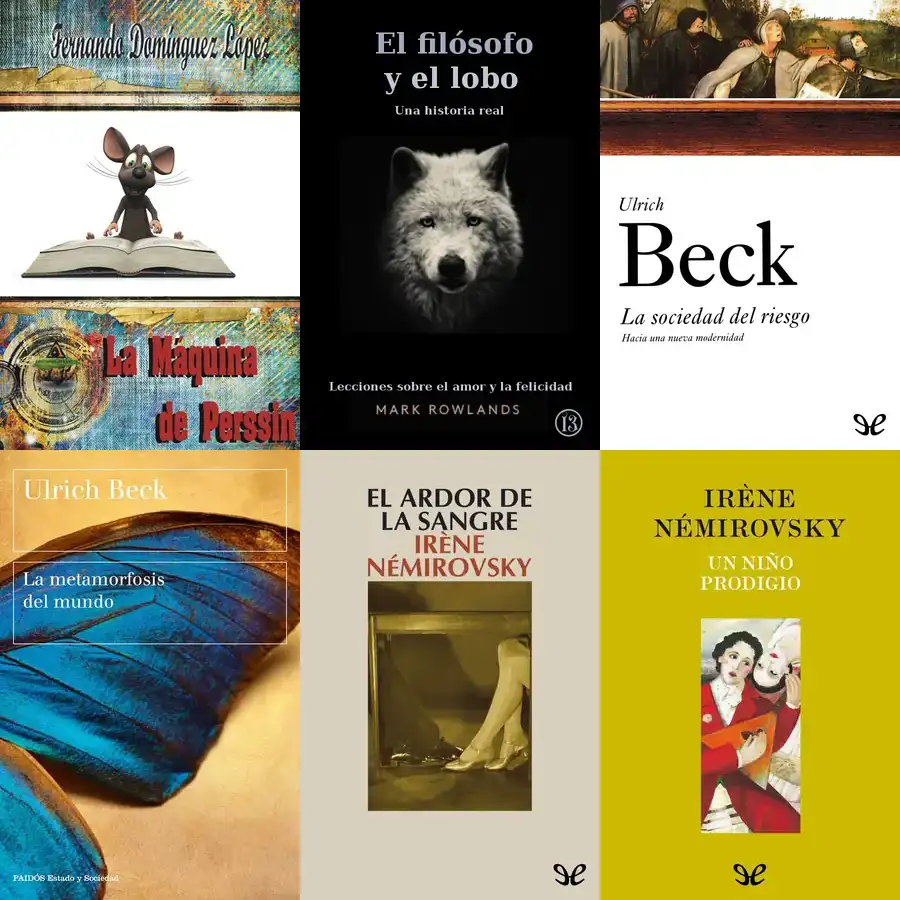 Fernando Domínguez López
La Máquina
de Perssin
El filósofo
y el lobo
Una historia real
Lecciones sobre el amor y la felicidad
MARK ROWLANDS
13
Ulrich
Beck
La sociedad del riesgo
Hacia una nueva modernidad
Ulrich Beck
La metamorfosis
del mundo
PAIDÓS Estado y Sociedad
EL ARDOR DE
LA SANGRE
IRÈNE
NÉMIROVSKY
IRÈNE
NÉMIROVSKY
UN NIÑO
PRODIGIO